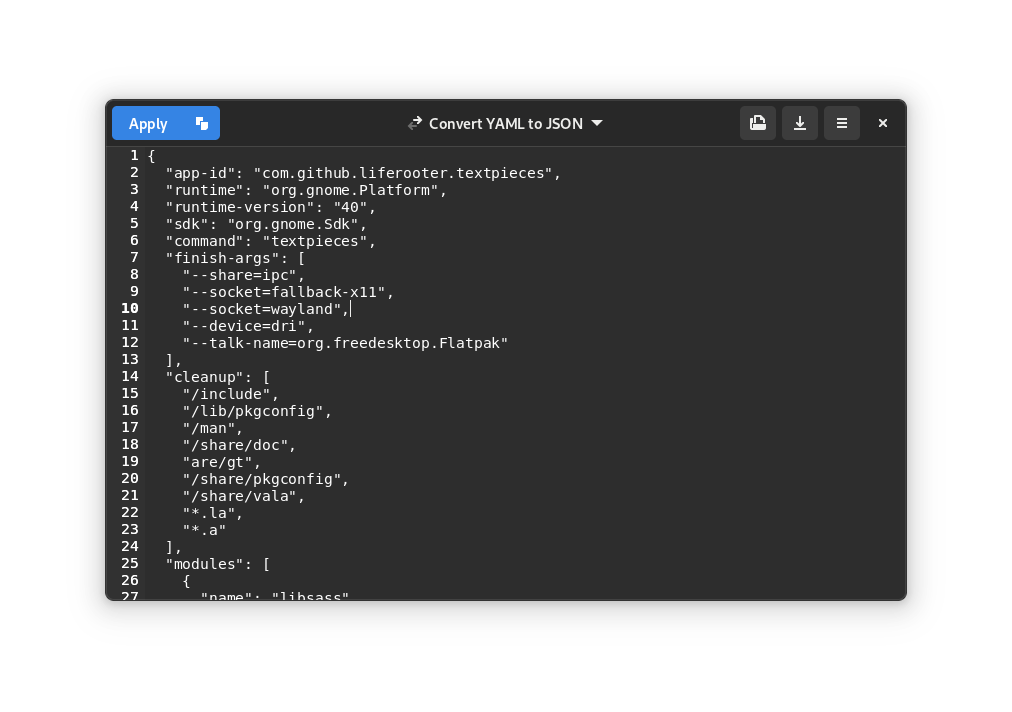 Apply
Convert YAML to JSON
1 {
2   "app-id": "com.github.liferooter.textpieces",
3   "runtime": "org.gnome.Platform",
4   "runtime-version": "40",
5   "sdk": "org.gnome.Sdk",
6   "command": "textpieces",
7   "finish-args": [
8     "--share=ipc",
9     "--socket=fallback-x11",
10     "--socket=wayland",
11     "--device=dri",
12     "--talk-name=org.freedesktop.Flatpak"
13   ],
14   "cleanup": [
15     "/include",
16     "/lib/pkgconfig",
17     "/man",
18     "/share/doc",
19     "are/gt",
20     "/share/pkgconfig",
21     "/share/vala",
22     "*.la",
23     "*.a"
24   ],
25   "modules": [
26     {
27       "name": "libsass"